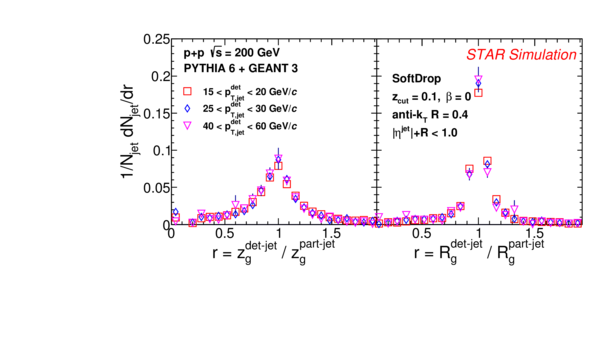 0.25
0.2
0.15
0.1
0.05
0
1/N_jet dN_jet/dr
p+p √s = 200 GeV
PYTHIA 6 + GEANT 3
15 < p_T,jet^det < 20 GeV/c
25 < p_T,jet^det < 30 GeV/c
40 < p_T,jet^det < 60 GeV/c
0 0.5 1 1.5
r = z_g^det-jet / z_g^part-jet
STAR Simulation
SoftDrop
z_cut = 0.1, β = 0
anti-k_T R = 0.4
|η^jet|+R < 1.0
0.5 1 1.5
r = R_g^det-jet / R_g^part-jet